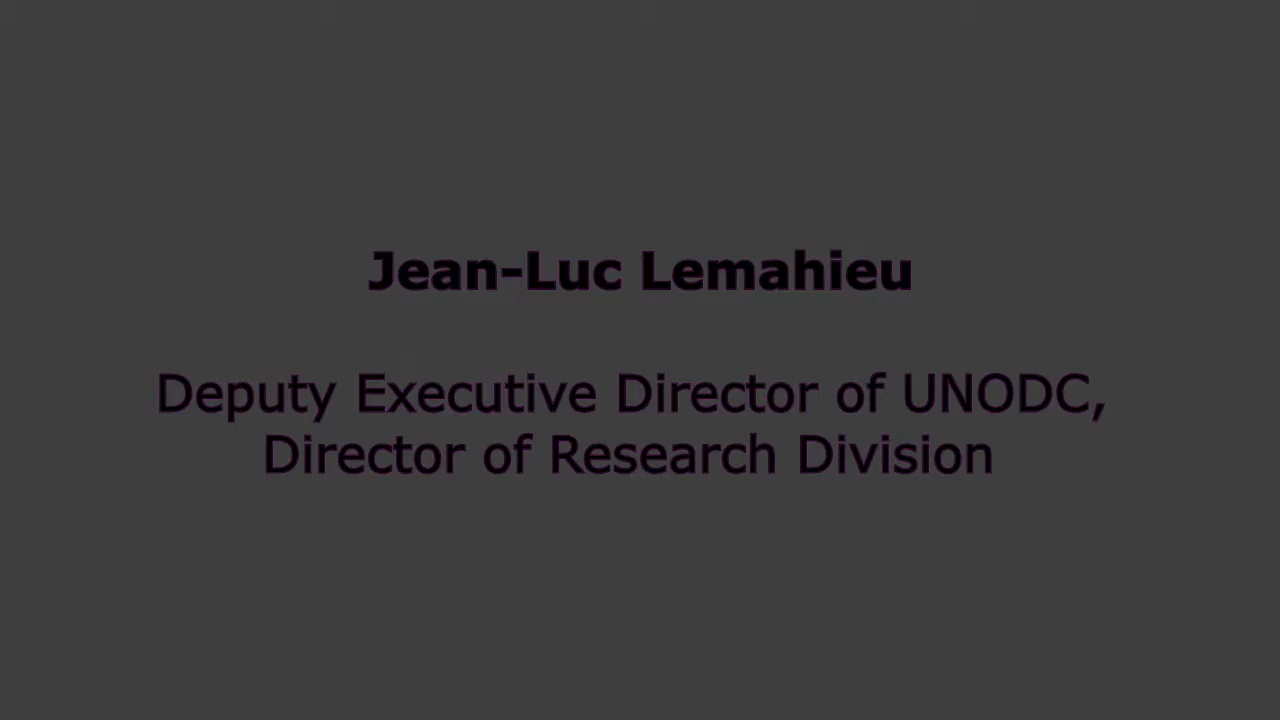 Jean-Luc Lemahieu
Deputy Executive Director of UNODC,
Director of Research Division